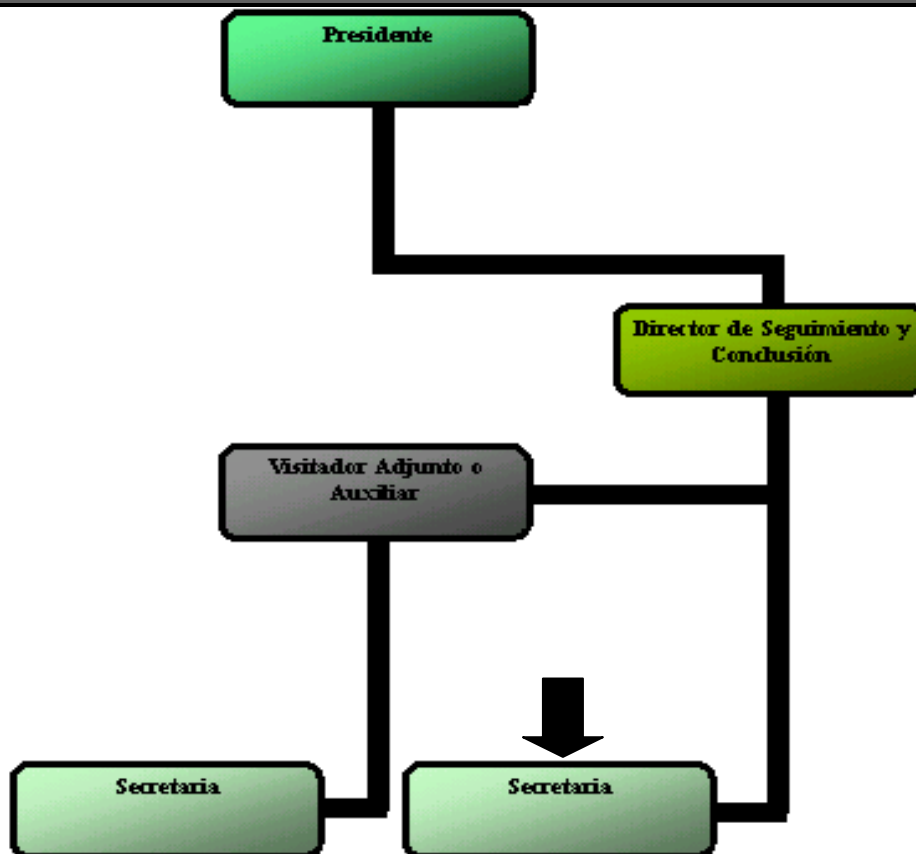 Presidente
Director de Seguimiento y
Conclusión
Visitador Adjunto o
Auxiliar
Secretaria
Secretaria